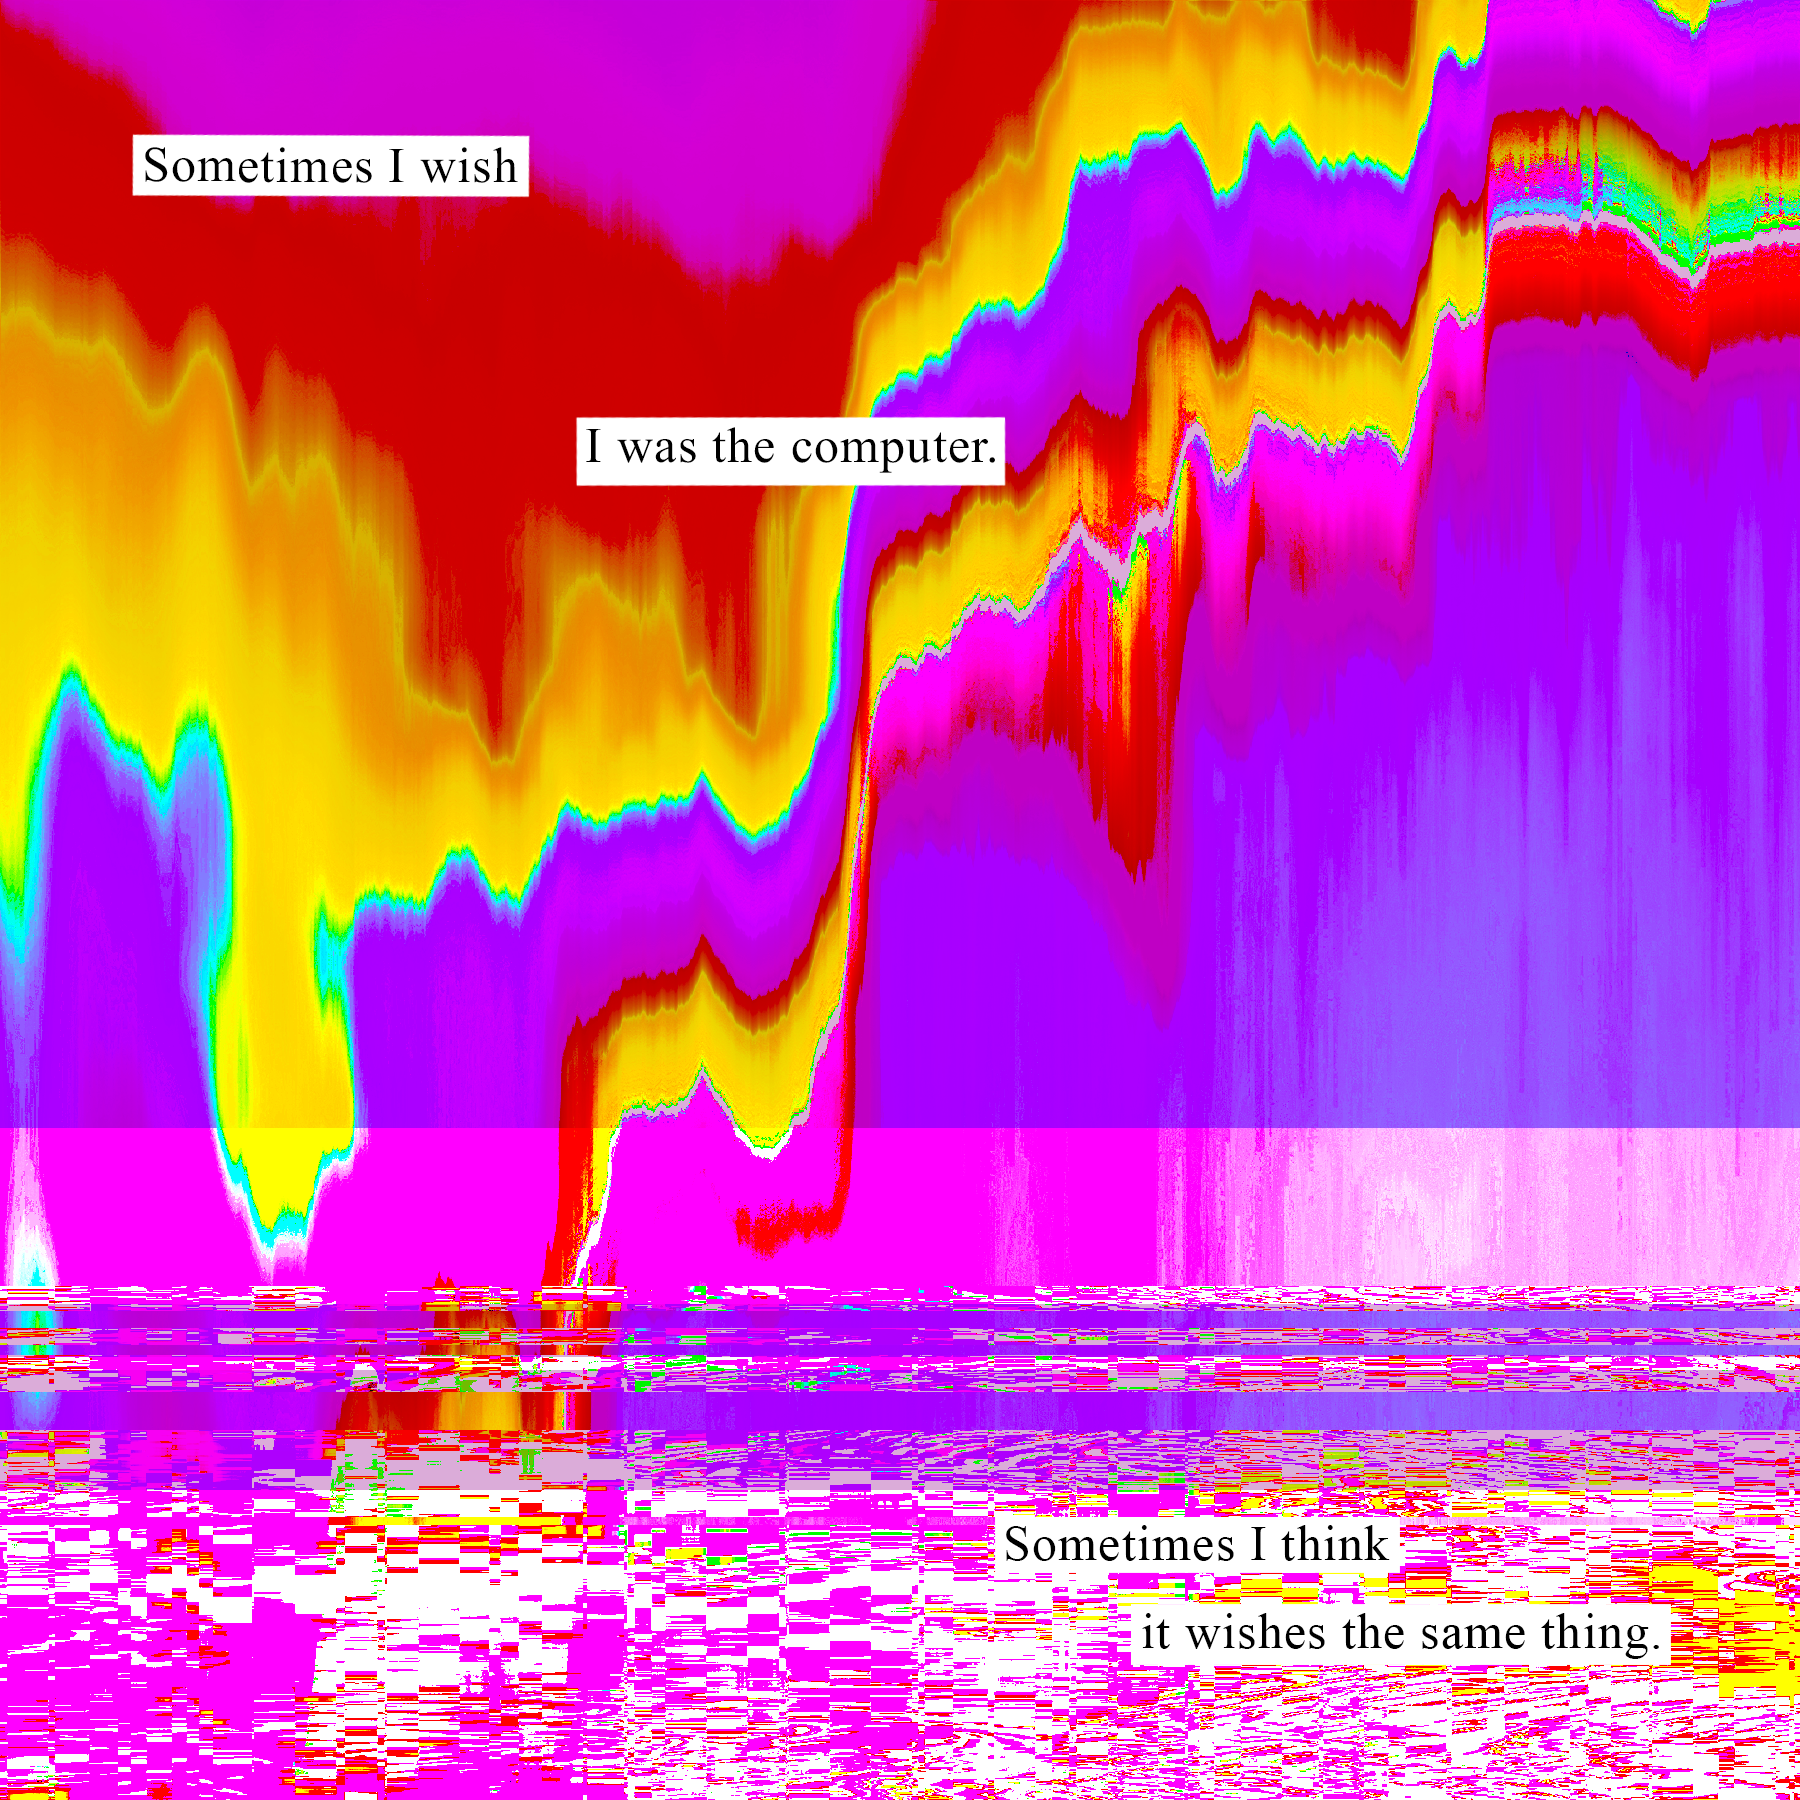 Sometimes I wish
I was the computer.
Sometimes I think
it wishes the same thing.